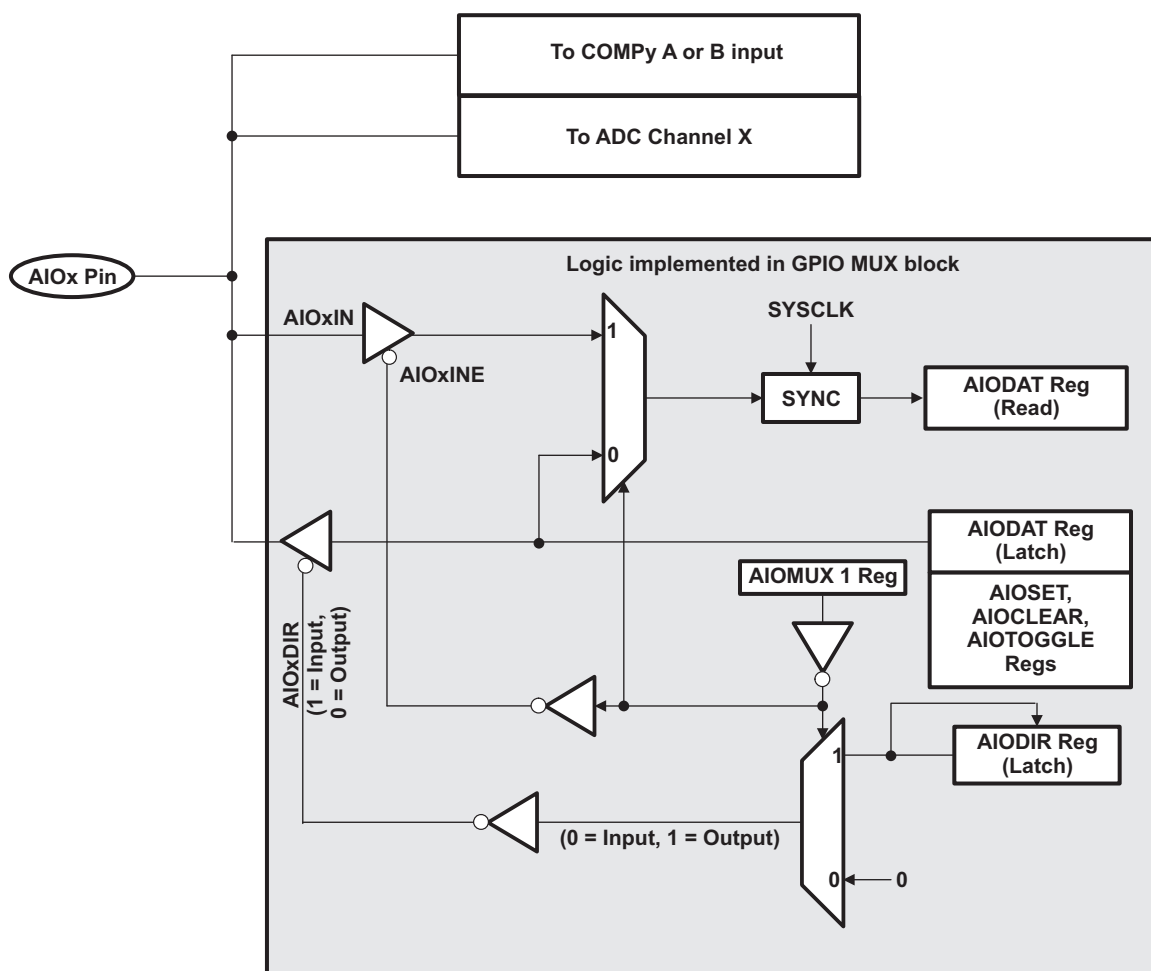 To COMPy A or B input
To ADC Channel X
AIOx Pin
Logic implemented in GPIO MUX block
AIOxIN
AIOxINE
1
0
SYSCLK
SYNC
AIODAT Reg
(Read)
AIODAT Reg
(Latch)
AIOSET,
AIOCLEAR,
AIOTOGGLE
Regs
AIOMUX 1 Reg
AIOxDIR
(1 = Input,
0 = Output)
1
0
AIODIR Reg
(Latch)
(0 = Input, 1 = Output)
0